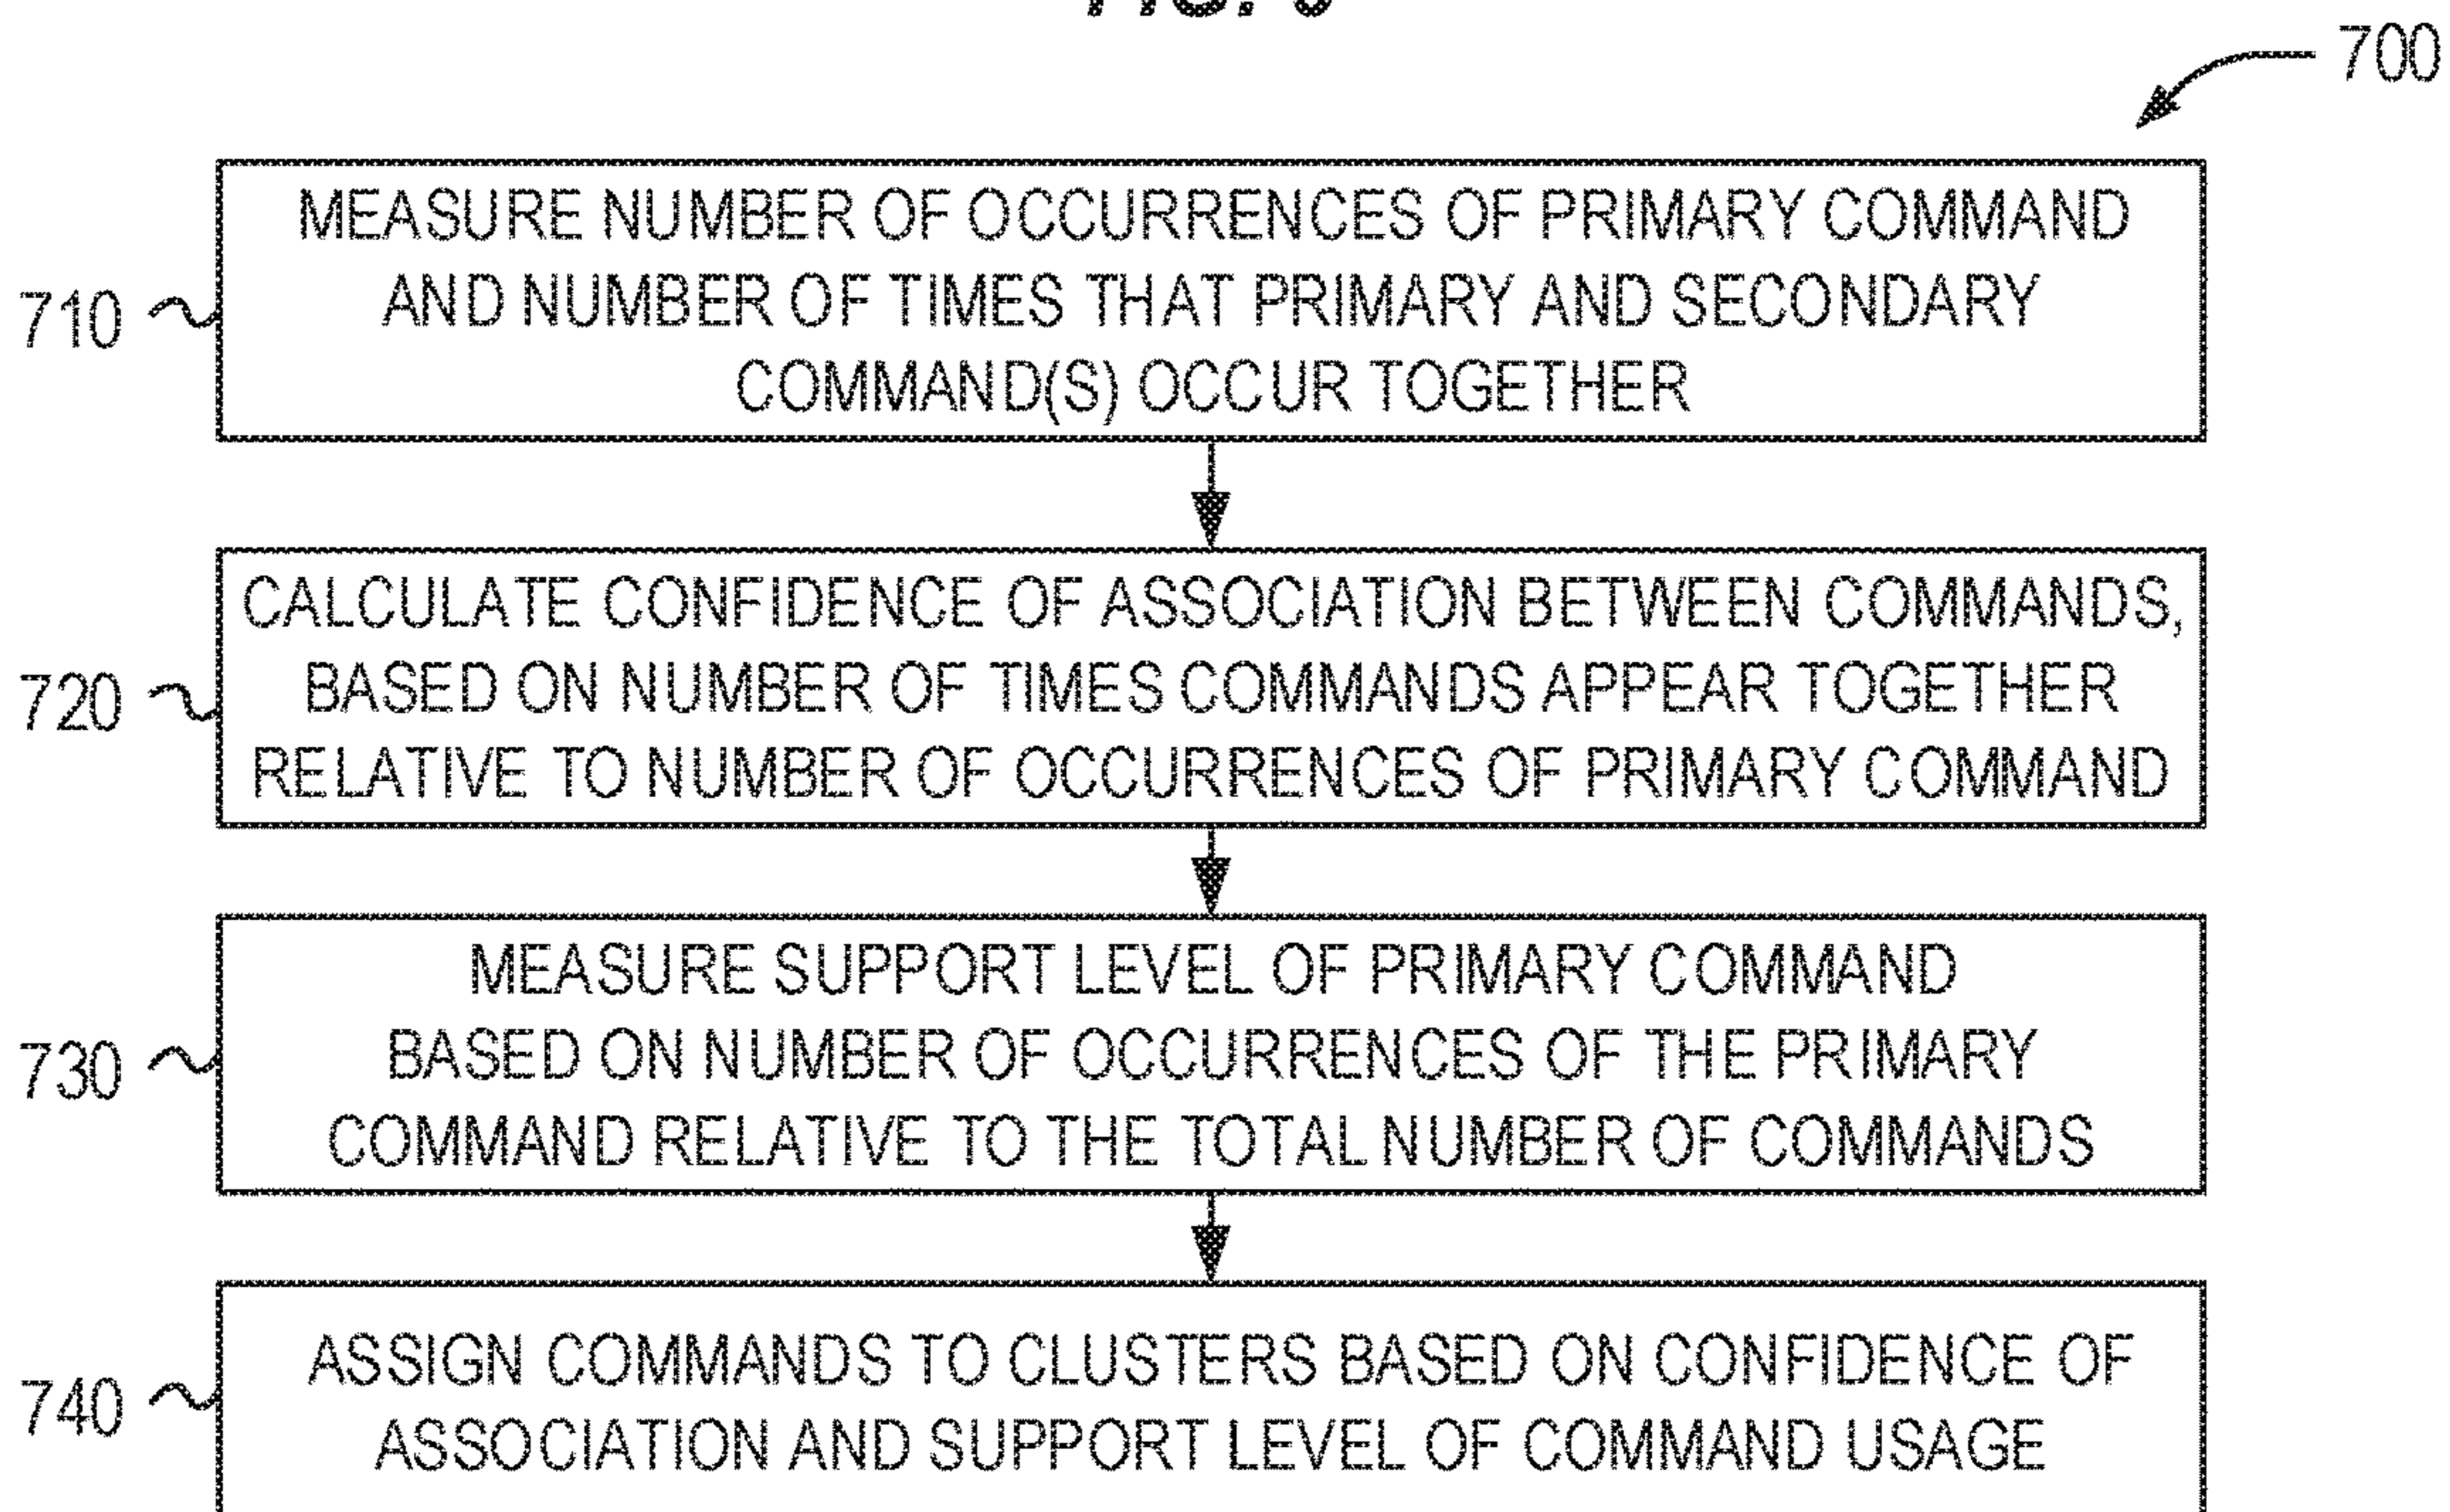 700
MEASURE NUMBER OF OCCURRENCES OF PRIMARY COMMAND
AND NUMBER OF TIMES THAT PRIMARY AND SECONDARY
COMMAND(S) OCCUR TOGETHER
710
CALCULATE CONFIDENCE OF ASSOCIATION BETWEEN COMMANDS,
BASED ON NUMBER OF TIMES COMMANDS APPEAR TOGETHER
RELATIVE TO NUMBER OF OCCURRENCES OF PRIMARY COMMAND
720
MEASURE SUPPORT LEVEL OF PRIMARY COMMAND
BASED ON NUMBER OF OCCURRENCES OF THE PRIMARY
COMMAND RELATIVE TO THE TOTAL NUMBER OF COMMANDS
730
ASSIGN COMMANDS TO CLUSTERS BASED ON CONFIDENCE OF
ASSOCIATION AND SUPPORT LEVEL OF COMMAND USAGE
740